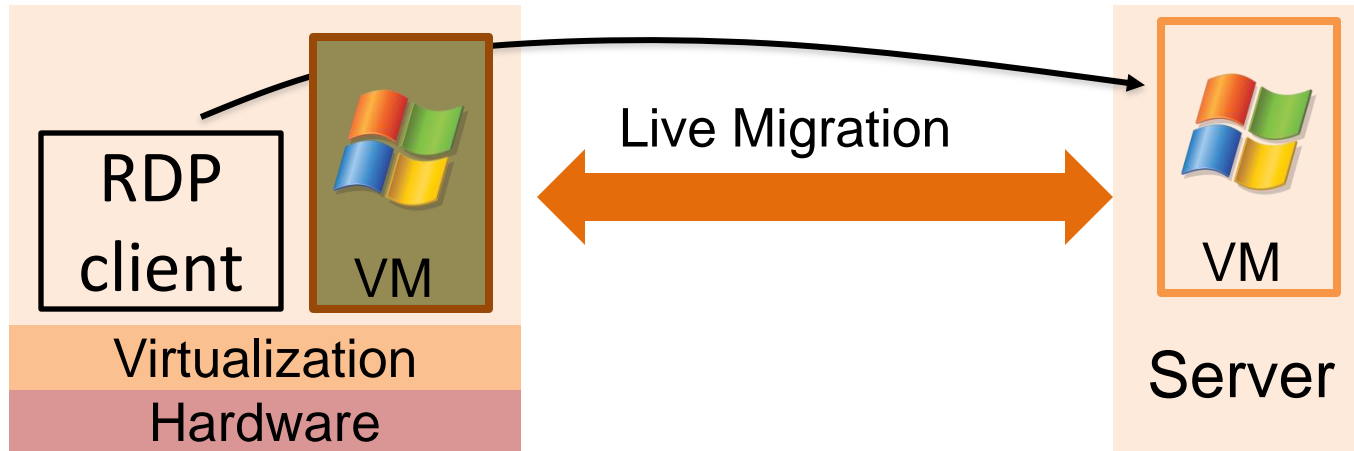 RDP
client
VM
Virtualization
Hardware
Live Migration
VM
Server